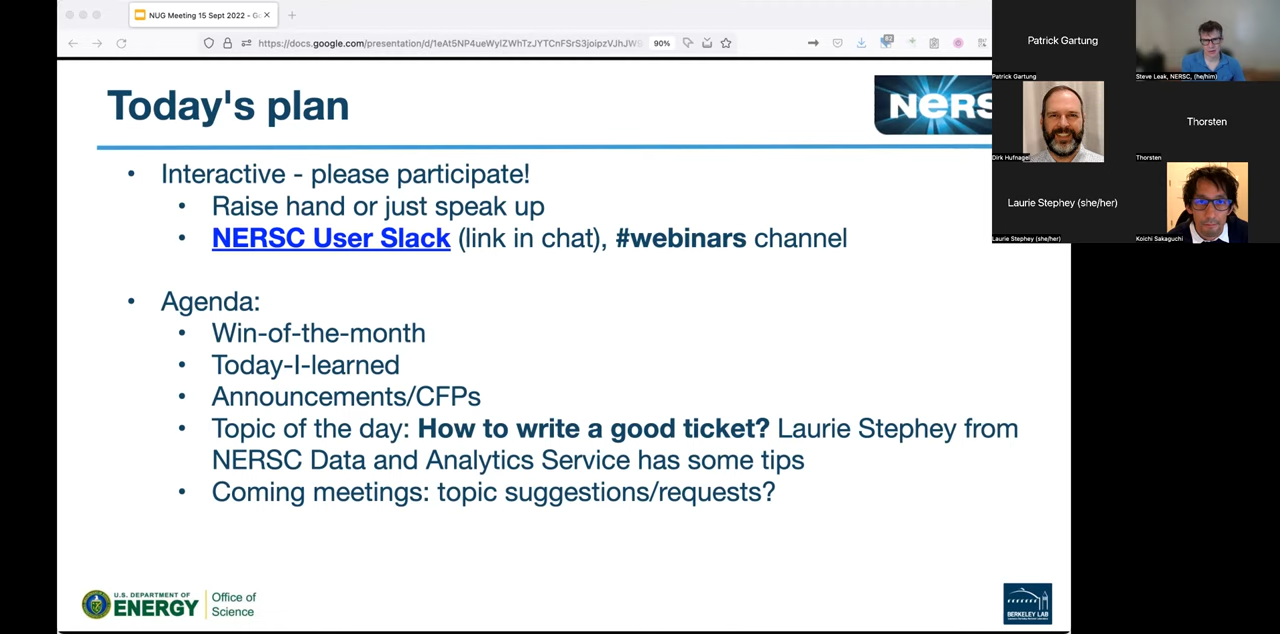 NUG Meeting 15 Sept 2022 - G
https://docs.google.com/presentation/d/1eAt5NP4ueWylZWhTzJYTCnFSrS3joipzVJhJW
90%
Today's plan
NERS
• Interactive - please participate!
• Raise hand or just speak up
• NERSC User Slack (link in chat), #webinars channel
• Agenda:
• Win-of-the-month
• Today-I-learned
• Announcements/CFPs
• Topic of the day: How to write a good ticket? Laurie Stephey from
NERSC Data and Analytics Service has some tips
• Coming meetings: topic suggestions/requests?
U.S. DEPARTMENT OF
ENERGY
Office of
Science
BERKELEY LAB
Patrick Gartung
Patrick Gartung
Steve Leak, NERSC, (he/him)
Dirk Hufnagel
Thorsten
Thorsten
Laurie Stephey (she/her)
Laurie Stephey (she/her)
Koichi Sakaguchi